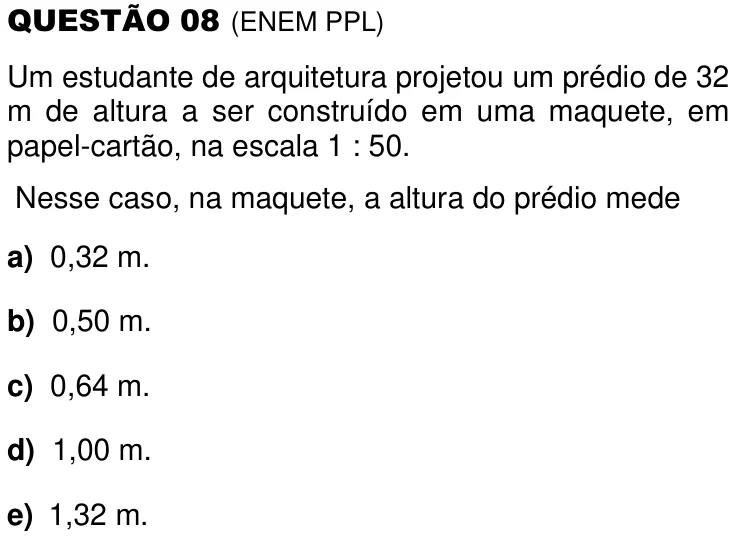 QUESTÃO 08 (ENEM PPL)
Um estudante de arquitetura projetou um prédio de 32
m de altura a ser construído em uma maquete, em
papel-cartão, na escala 1 : 50.
Nesse caso, na maquete, a altura do prédio mede
a) 0,32 m.
b) 0,50 m.
c) 0,64 m.
d) 1,00 m.
e) 1,32 m.